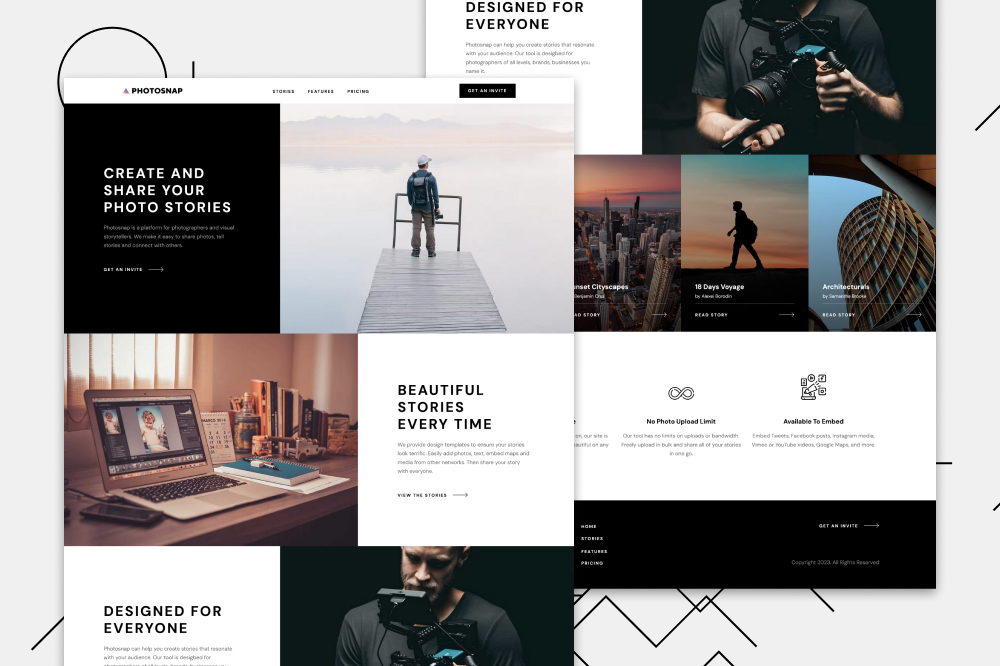 DESIGNED FOR
EVERYONE
Photosnap can help you create stories that resonate
with your audience. Our tool is designed for
photographers of all levels, brands, businesses you
name it.
PHOTOSNAP
STORIES
FEATURES
PRICING
GET AN INVITE
CREATE AND
SHARE YOUR
PHOTO STORIES
Photosnap is a platform for photographers and visual
storytellers. We make it easy to share photos, tell
stories and connect with others.
GET AN INVITE
nset Cityscapes
Benjamin Cruz
AD STORY
18 Days Voyage
by Alexei Borodin
READ STORY
Architecturals
by Samantha Brooke
READ STORY
BEAUTIFUL
STORIES
EVERY TIME
We provide design templates to ensure your stories
look terrific. Easily add photos, text, embed maps and
media from other networks. Then share your story
with everyone.
VIEW THE STORIES
e
on, our site is
autiful on any
No Photo Upload Limit
Our tool has no limits on uploads or bandwidth.
Freely upload in bulk and share all of your stories
in one go.
Available To Embed
Embed Tweets, Facebook posts, Instagram media,
Vimeo or YouTube videos, Google Maps, and more.
HOME
STORIES
FEATURES
PRICING
GET AN INVITE
Copyright 2023. All Rights Reserved
DESIGNED FOR
EVERYONE
Photosnap can help you create stories that resonate
with your audience. Our tool is designed for
photographers of all levels, brands, businesses you